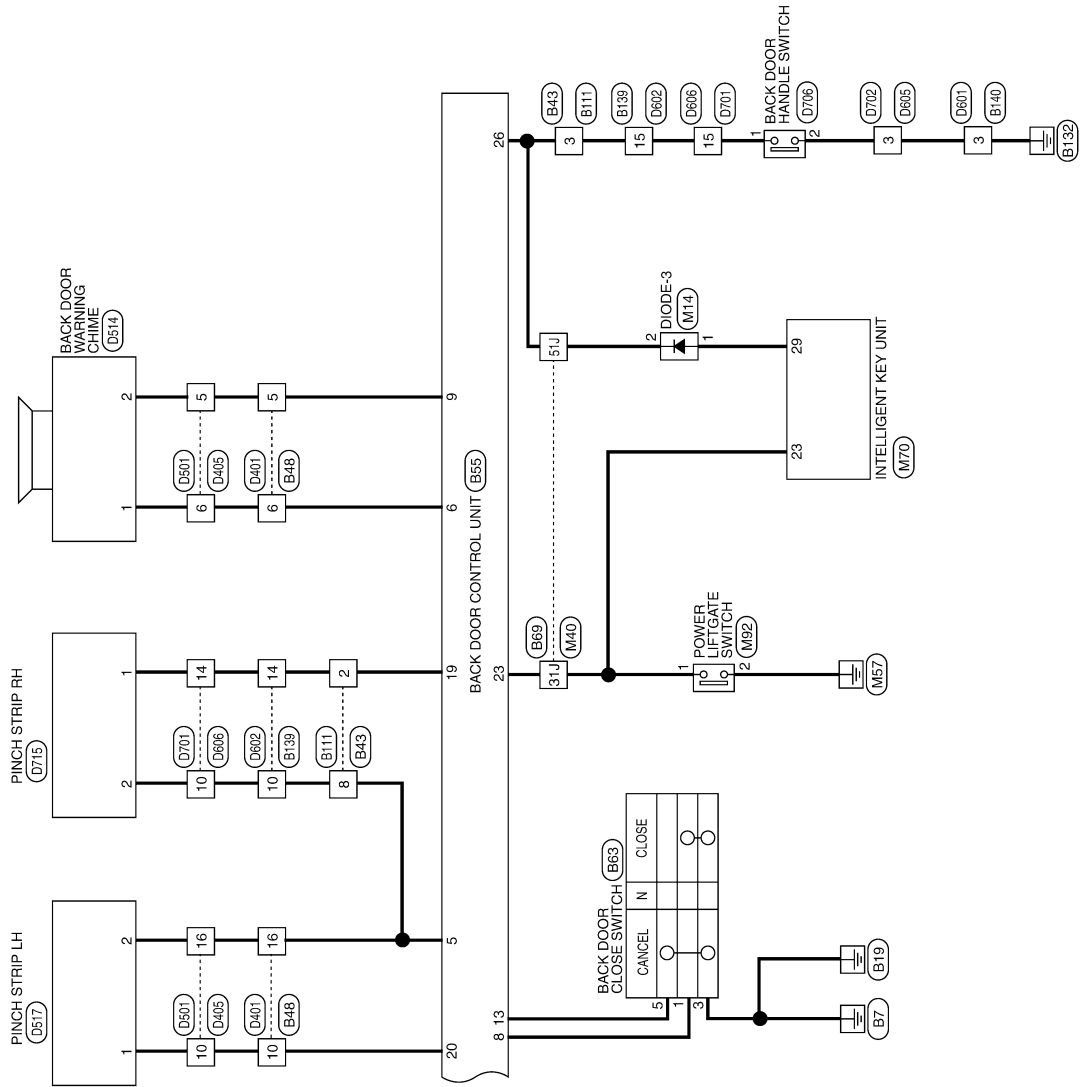 PINCH STRIP LH
D517
1
2
D501
D405
10
16
D401
B48
10
16
20
5
PINCH STRIP RH
D715
2
1
D701
D606
10
14
D602
B139
10
14
B111
B43
8
2
19
BACK DOOR
WARNING
CHIME
D514
1
2
D501
D405
6
5
D401
B48
6
5
6
9
BACK DOOR CONTROL UNIT
B55
8
13
23
26
BACK DOOR
CLOSE SWITCH
B63
CANCEL
N
CLOSE
5
1
3
B7
B19
B69
M40
31J
51J
POWER
LIFTGATE
SWITCH
M92
1
2
M57
DIODE-3
M14
2
1
23
29
INTELLIGENT KEY UNIT
M70
B43
B111
3
B139
D602
15
D606
D701
15
BACK DOOR
HANDLE SWITCH
D706
1
2
D702
D605
3
D601
B140
3
B132